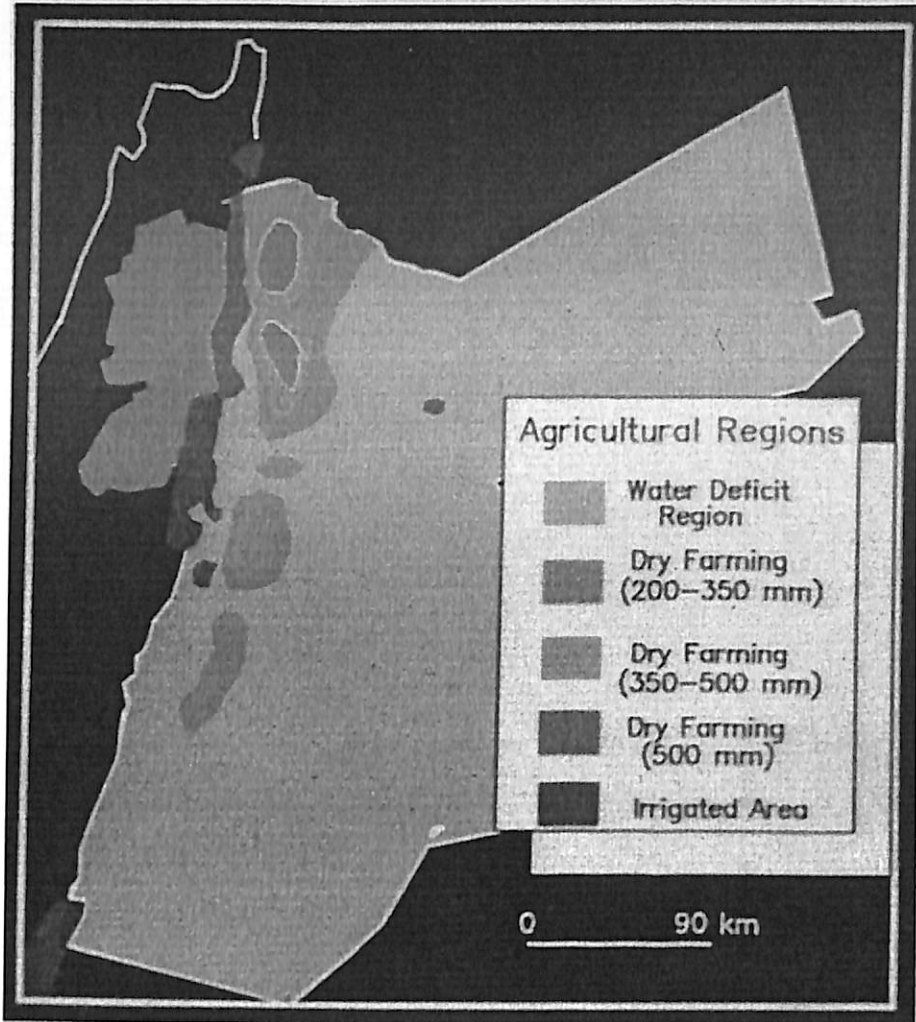 Agricultural Regions
Water Deficit
Region
Dry Farming
(200-350 mm)
Dry Farming
(350-500 mm)
Dry Farming
(500 mm)
Irrigated Area
0 90 km